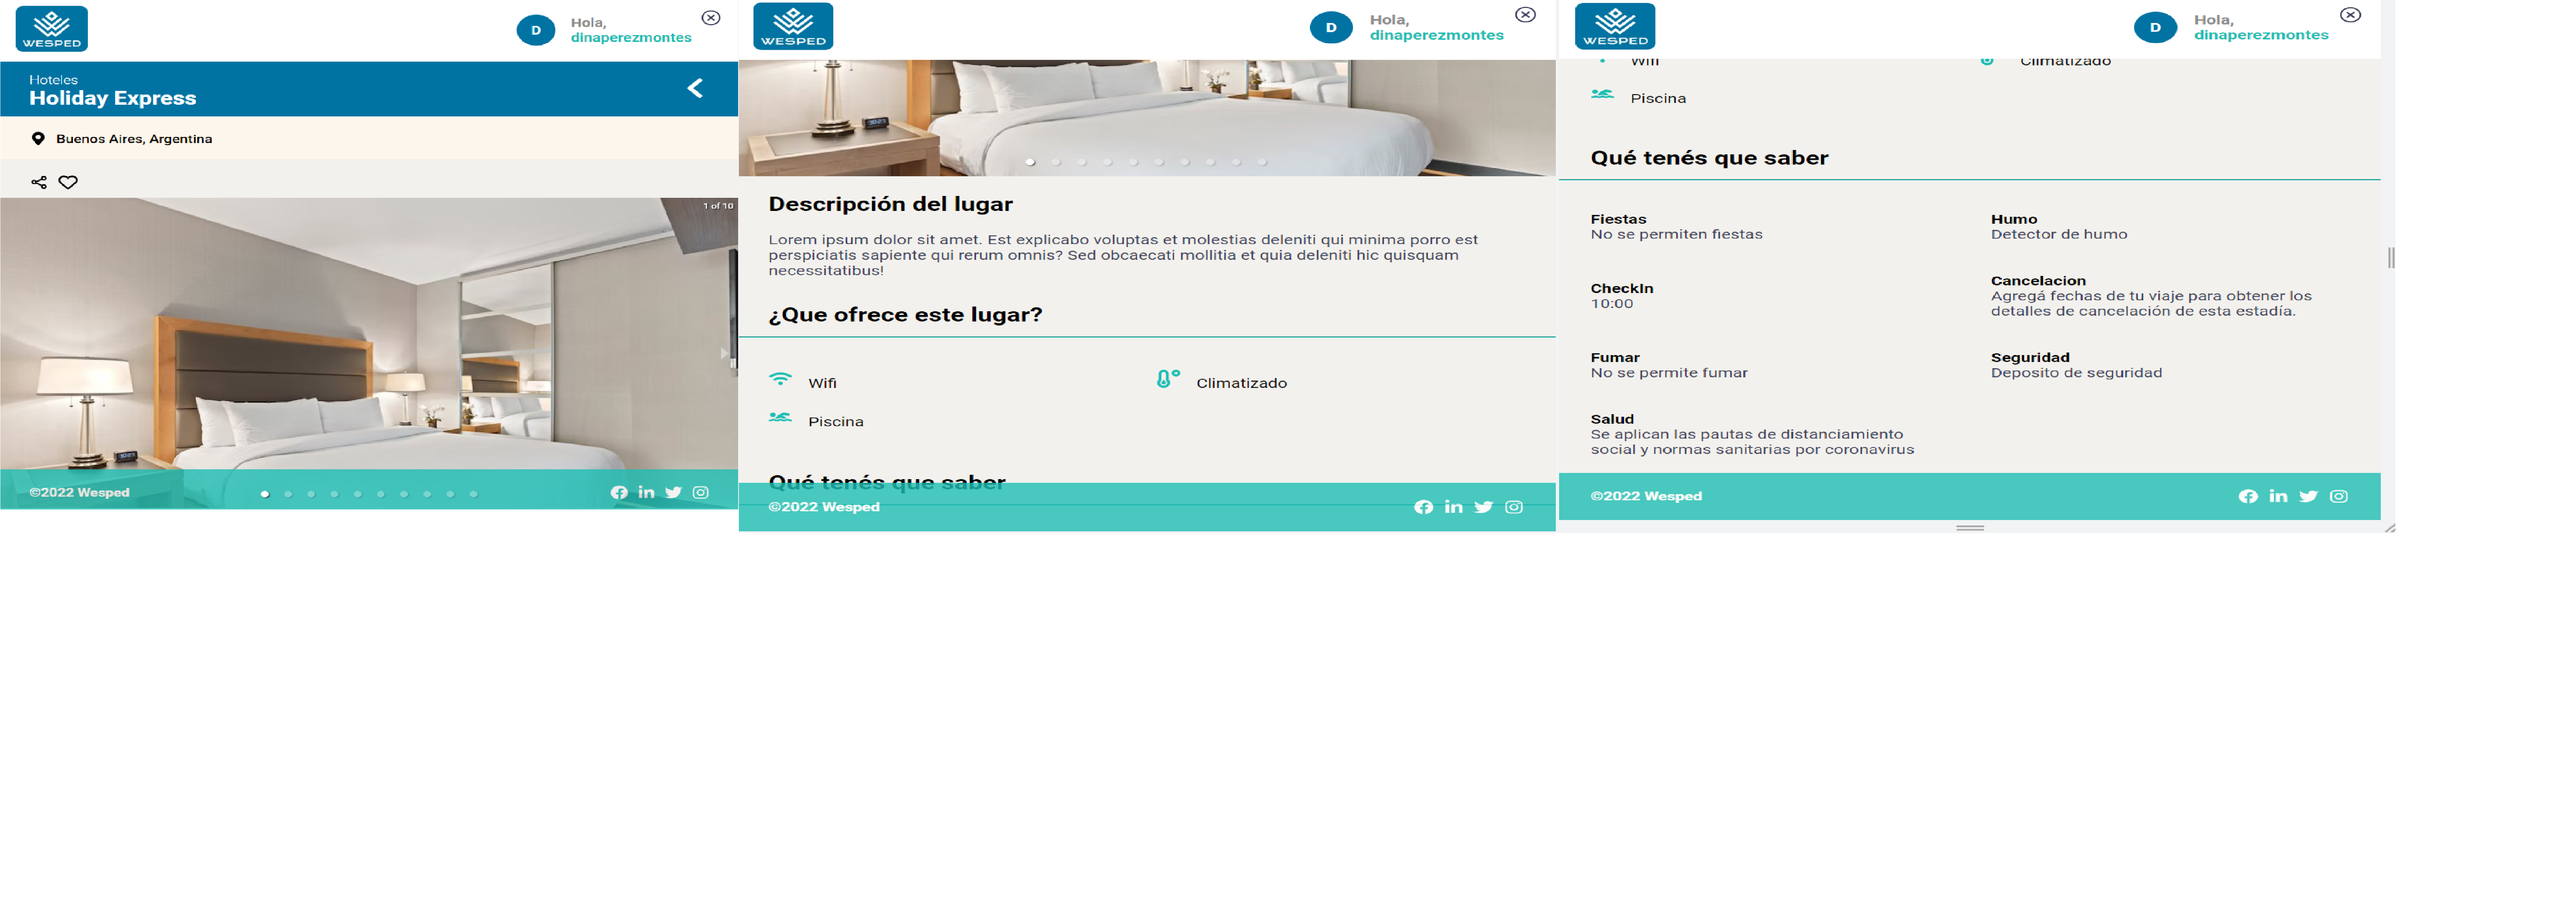 WESPED
D
Hola,
dinaperezmontes
Hoteles
Holiday Express
Buenos Aires, Argentina
1 of 10
©2022 Wesped
WESPED
D
Hola,
dinaperezmontes
Descripción del lugar
Lorem ipsum dolor sit amet. Est explicabo voluptas et molestias deleniti qui minima porro est
perspiciatis sapiente qui rerum omnis? Sed obcaecati mollitia et quia deleniti hic quisquam
necessitatibus!
¿Que ofrece este lugar?
Wifi
Climatizado
Piscina
Qué tenés que saber
©2022 Wesped
WESPED
D
Hola,
dinaperezmontes
Wifi
Climatizado
Piscina
Qué tenés que saber
Fiestas
No se permiten fiestas
Humo
Detector de humo
CheckIn
10:00
Cancelacion
Agregá fechas de tu viaje para obtener los
detalles de cancelación de esta estadía.
Fumar
No se permite fumar
Seguridad
Deposito de seguridad
Salud
Se aplican las pautas de distanciamiento
social y normas sanitarias por coronavirus
©2022 Wesped